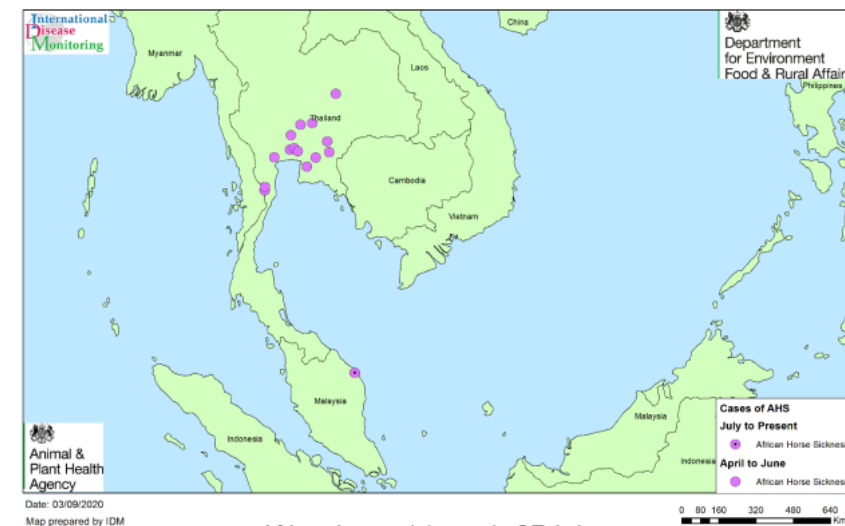 International
Disease
Monitoring
China
Department
for Environment
Food & Rural Affair
Philippines
Myanmar
Laos
Thailand
Cambodia
Vietnam
Malaysia
Malaysia
Indonesia
Indonesia
Cases of AHS
July to Present
African Horse Sickness
April to June
African Horse Sickness
Animal &
Plant Health
Agency
Date: 03/09/2020
Map prepared by IDM
0 80 160 320 480 640
Km